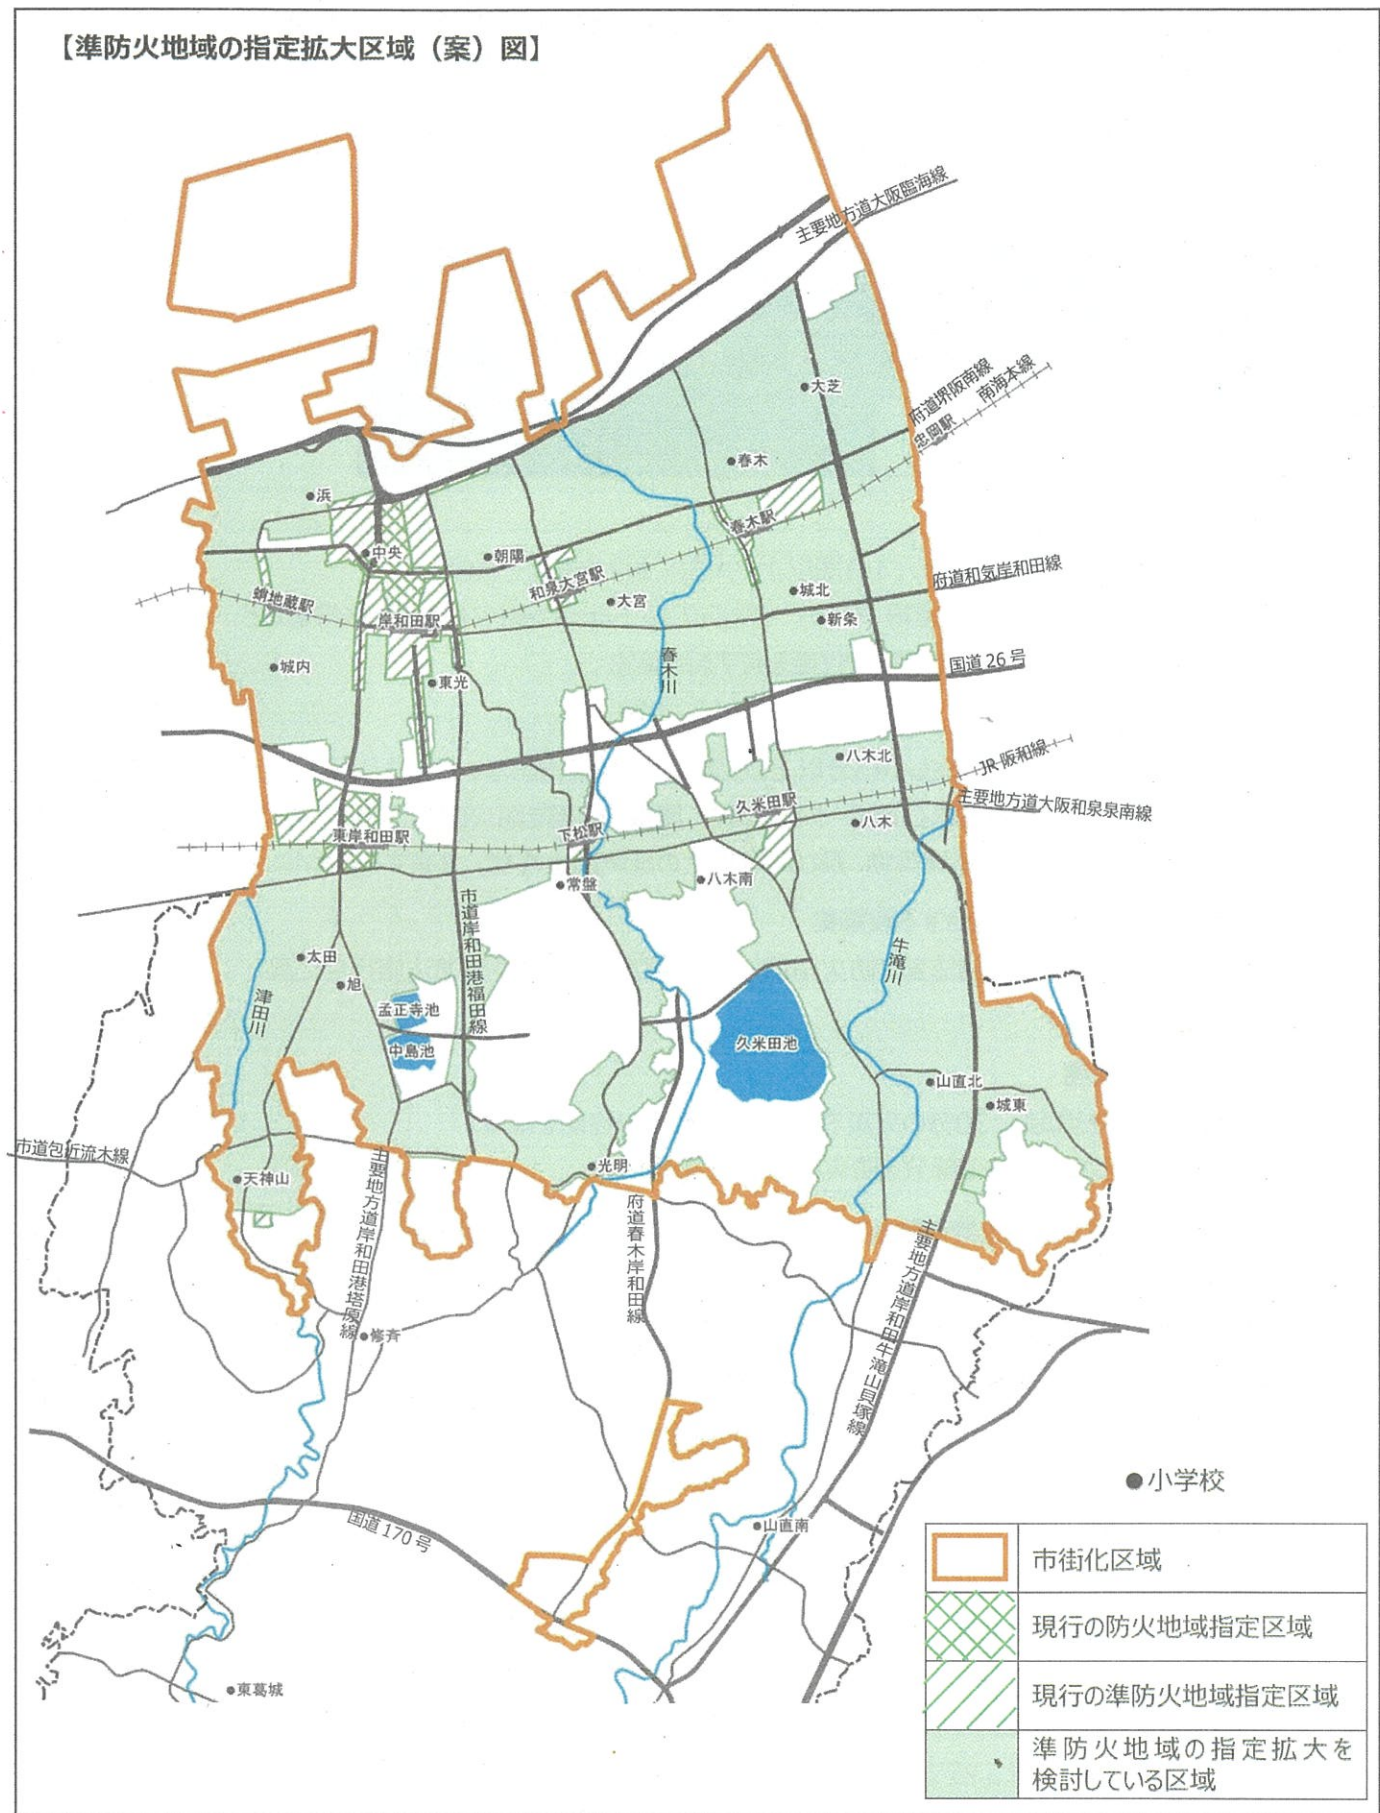 【準防火地域の指定拡大区域（案）図】
主要地方道大阪臨海線
大芝
府道堺阪南線
南海本線
忠岡駅
春木
浜
春木駅
中央
朝陽
和泉大宮駅
府道和気岸和田線
蛸地蔵駅
大宮
城北
岸和田駅
新条
城内
東光
春木川
国道26号
八木北
JR阪和線
久米田駅
主要地方道大阪和泉泉南線
東岸和田駅
下松駅
八木
常盤
八木南
市道岸和田港福田線
牛滝川
太田
旭
津田川
孟正寺池
中島池
久米田池
山直北
城東
市道包近流木線
天神山
光明
主要地方道岸和田港塔原線
府道春木岸和田線
主要地方道岸和田牛滝山貝塚線
修斉
●小学校
国道170号
山直南
東葛城
市街化区域
現行の防火地域指定区域
現行の準防火地域指定区域
準防火地域の指定拡大を
検討している区域